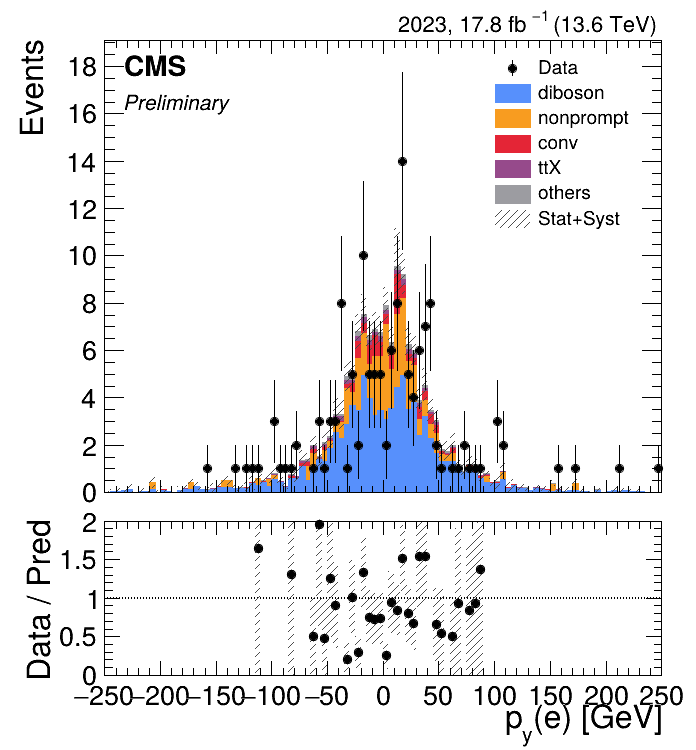 2023, 17.8 fb⁻¹ (13.6 TeV)
CMS
Preliminary
Events
18
16
14
12
10
8
6
4
2
0
Data
diboson
nonprompt
conv
ttX
others
Stat+Syst
Data / Pred
2
1.5
1
0.5
0
−250 −200 −150 −100 −50 0 50 100 150 200 250
p_y(e) [GeV]